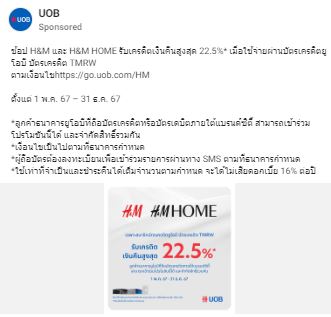 UOB
UOB
Sponsored
ช้อป H&M และ H&M HOME รับเครดิตเงินคืนสูงสุด 22.5%* เมื่อใช้จ่ายผ่านบัตรเครดิตยู
โอบี บัตรเครดิต TMRW
ตามเงื่อนไขhttps://go.uob.com/HM
ตั้งแต่ 1 พ.ค. 67 – 31 ธ.ค. 67
*ลูกค้าธนาคารยูโอบีที่ถือบัตรเครดิตหรือบัตรเดบิตภายใต้แบรนด์ซิตี้ สามารถเข้าร่วม
โปรโมชันนี้ได้ และจำกัดสิทธิ์รวมกัน
*เงื่อนไขเป็นไปตามที่ธนาคารกำหนด
*ผู้ถือบัตรต้องลงทะเบียนเพื่อเข้าร่วมรายการผ่านทาง SMS ตามที่ธนาคารกำหนด
*ใช้เท่าที่จำเป็นและชำระคืนได้เต็มจำนวนตามกำหนด จะได้ไม่เสียดอกเบี้ย 16% ต่อปี
H&M H&M HOME
รับเครดิต
เงินคืนสูงสุด 22.5%*
1 พ.ค. 67 - 31 ธ.ค. 67
UOB